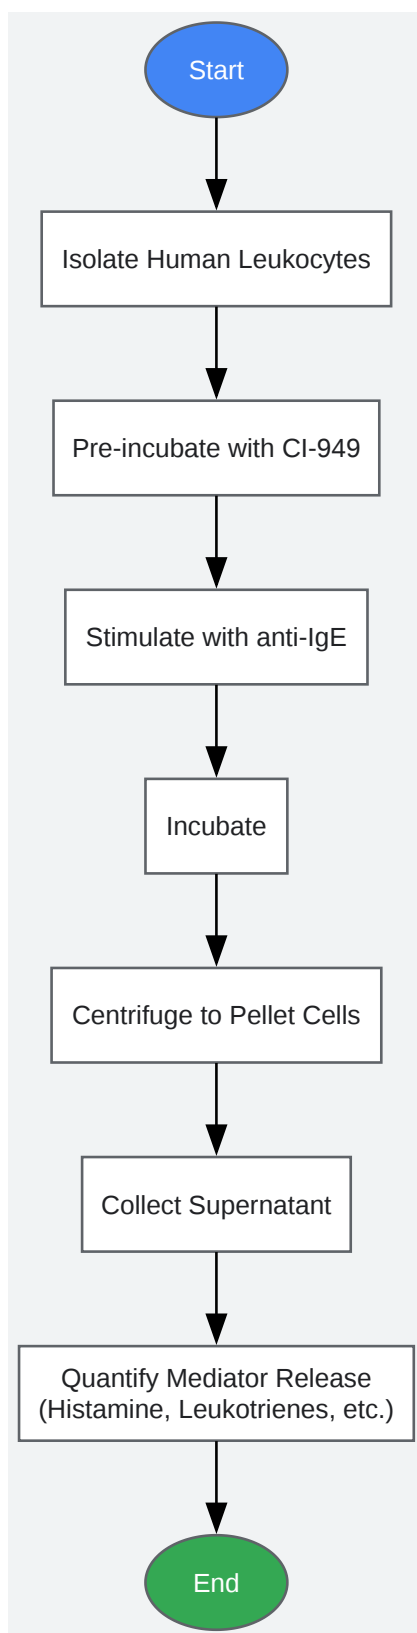 Start
Isolate Human Leukocytes
Pre-incubate with CI-949
Stimulate with anti-IgE
Incubate
Centrifuge to Pellet Cells
Collect Supernatant
Quantify Mediator Release
(Histamine, Leukotrienes, etc.)
End